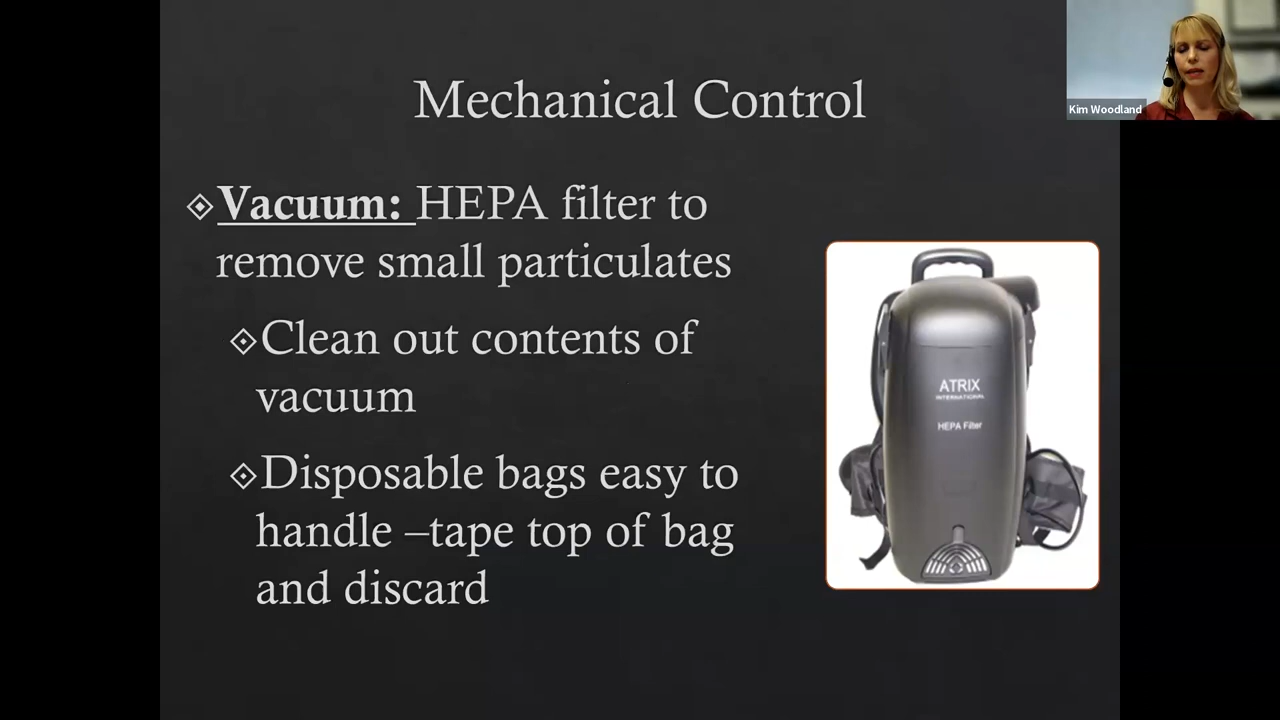 Mechanical Control
Kim Woodland
Vacuum: HEPA filter to
remove small particulates
Clean out contents of
vacuum
Disposable bags easy to
handle –tape top of bag
and discard
ATRIX
INTERNATIONAL
HEPA Filter